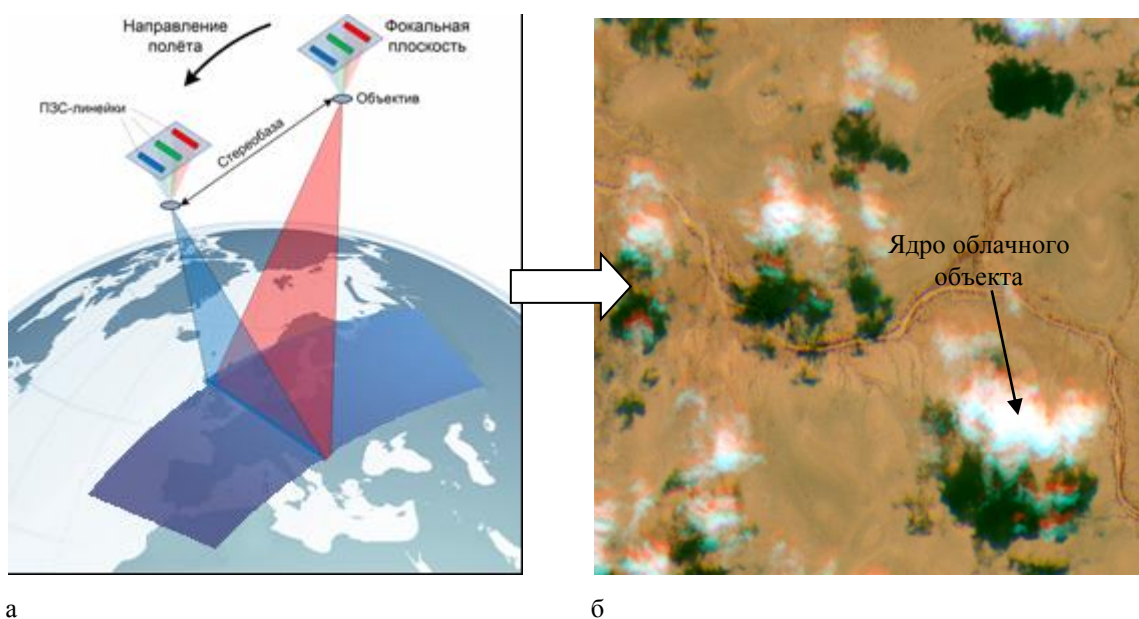 Направление
полёта
Фокальная
плоскость
ПЗС-линейки
Объектив
Стереобаза
Ядро облачного
объекта
а
б